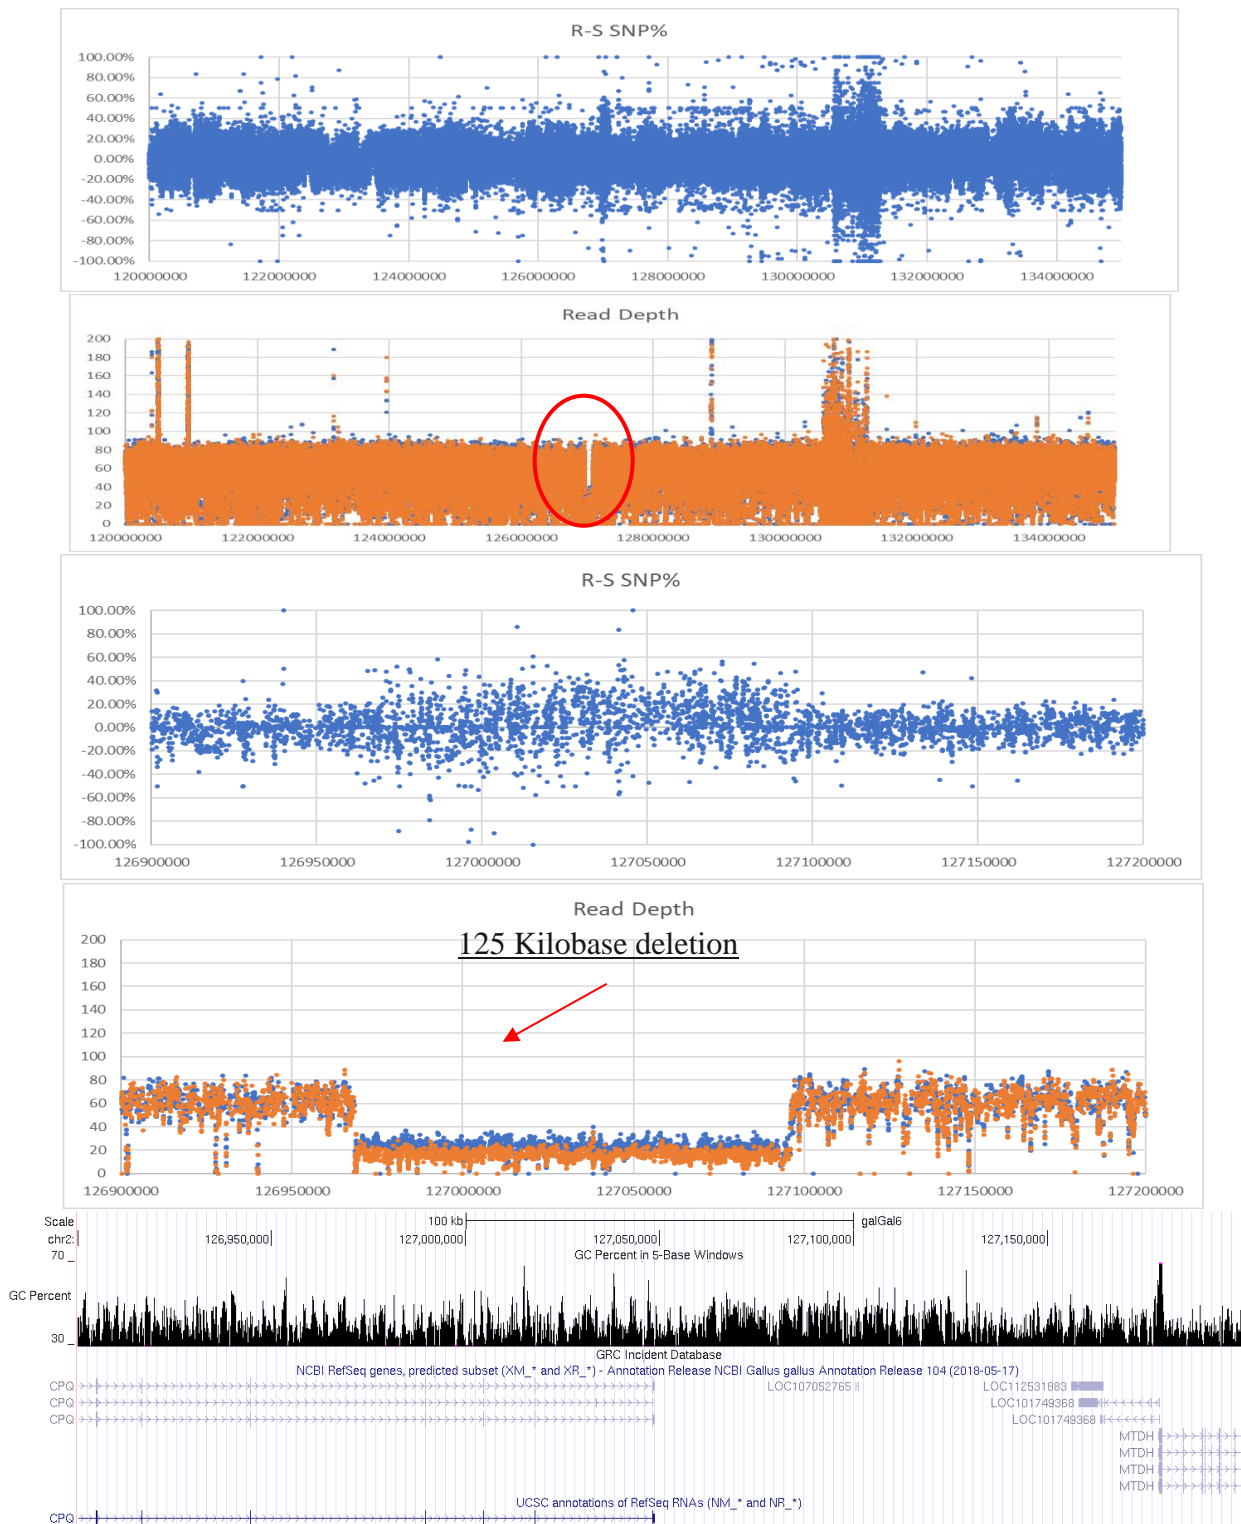 R-S SNP%
100.00%
80.00%
60.00%
40.00%
20.00%
0.00%
-20.00%
-40.00%
-60.00%
-80.00%
-100.00%
120000000 122000000 124000000 126000000 128000000 130000000 132000000 134000000
Read Depth
200
180
160
140
120
100
80
60
40
20
0
120000000 122000000 124000000 126000000 128000000 130000000 132000000 134000000
R-S SNP%
100.00%
80.00%
60.00%
40.00%
20.00%
0.00%
-20.00%
-40.00%
-60.00%
-80.00%
-100.00%
126900000 126950000 127000000 127050000 127100000 127150000 127200000
Read Depth
125 Kilobase deletion
200
180
160
140
120
100
80
60
40
20
0
126900000 126950000 127000000 127050000 127100000 127150000 127200000
Scale 100 kb galGal6
chr2: 126,950,000 127,000,000 127,050,000 127,100,000 127,150,000
70 _ GC Percent in 5-Base Windows
GC Percent
30 _
GRC Incident Database
NCBI RefSeq genes, predicted subset (XM_* and XR_*) - Annotation Release NCBI Gallus gallus Annotation Release 104 (2018-05-17)
CPQ LOC107052765 LOC112531883
CPQ LOC101749368
CPQ LOC101749368
MTDH
MTDH
MTDH
MTDH
UCSC annotations of RefSeq RNAs (NM_* and NR_*)
CPQ